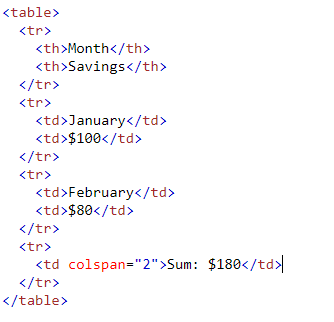 <table>
  <tr>
    <th>Month</th>
    <th>Savings</th>
  </tr>
  <tr>
    <td>January</td>
    <td>$100</td>
  </tr>
  <tr>
    <td>February</td>
    <td>$80</td>
  </tr>
  <tr>
    <td colspan="2">Sum: $180</td>
  </tr>
</table>